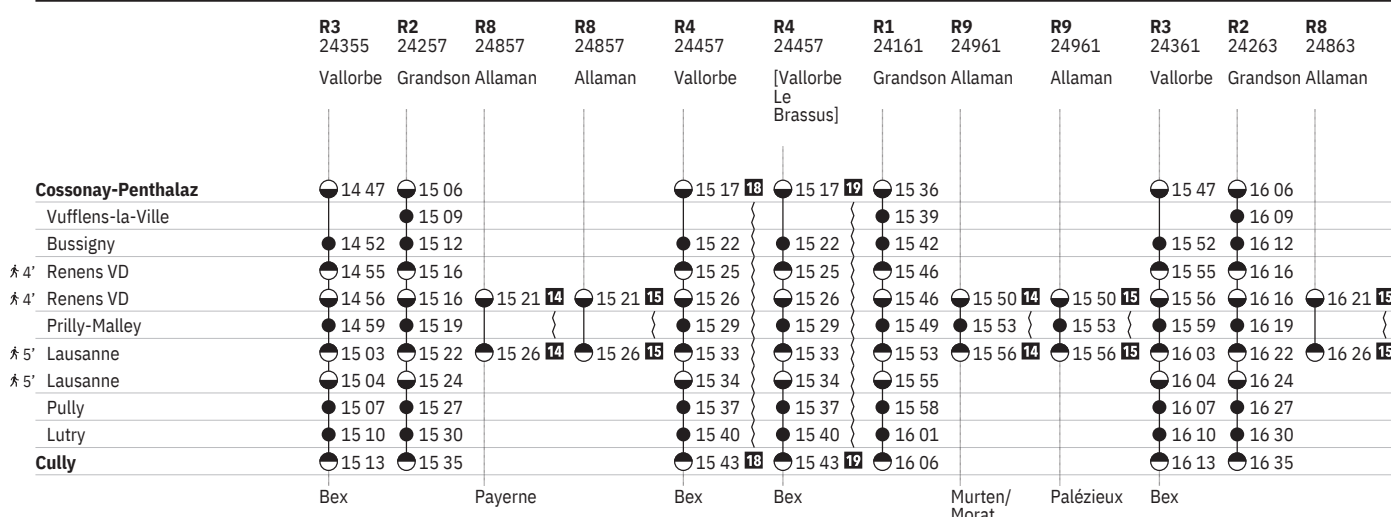 R3 R2 R8 R8 R4 R4 R1 R9 R9 R3 R2 R8
24355 24257 24857 24857 24457 24457 24161 24961 24961 24361 24263 24863
Vallorbe Grandson Allaman Allaman Vallorbe [Vallorbe Grandson Allaman Allaman Vallorbe Grandson Allaman
Le
Brassus]
Cossonay-Penthalaz 14 47 15 06 15 17 18 15 17 19 15 36 15 47 16 06
Vufflens-la-Ville 15 09 15 39 16 09
Bussigny 14 52 15 12 15 22 15 22 15 42 15 52 16 12
4' Renens VD 14 55 15 16 15 25 15 25 15 46 15 55 16 16
4' Renens VD 14 56 15 16 15 21 14 15 21 15 15 26 15 26 15 46 15 50 14 15 50 15 15 56 16 16 16 21 15
Prilly-Malley 14 59 15 19 15 29 15 29 15 49 15 53 15 53 15 59 16 19
5' Lausanne 15 03 15 22 15 26 14 15 26 15 15 33 15 33 15 53 15 56 14 15 56 15 16 03 16 22 16 26 15
5' Lausanne 15 04 15 24 15 34 15 34 15 55 16 04 16 24
Pully 15 07 15 27 15 37 15 37 15 58 16 07 16 27
Lutry 15 10 15 30 15 40 15 40 16 01 16 10 16 30
Cully 15 13 15 35 15 43 18 15 43 19 16 06 16 13 16 35
Bex Payerne Bex Bex Murten/ Palézieux Bex
Morat